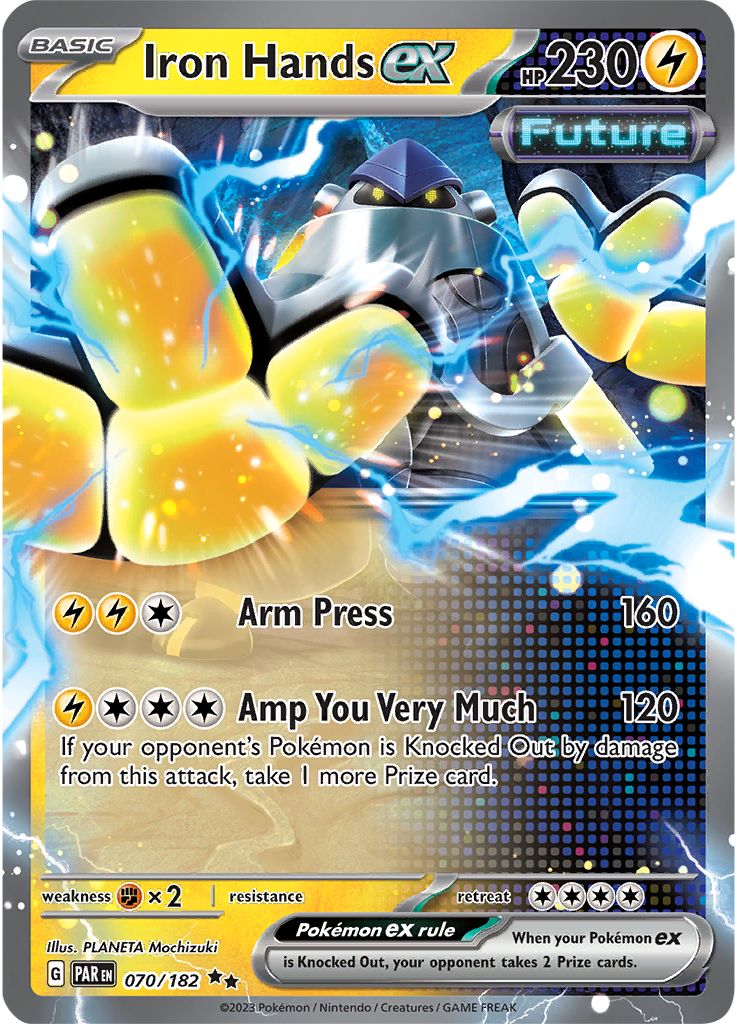 BASIC
Iron Hands ex HP 230
Future
Arm Press 160
Amp You Very Much 120
If your opponent's Pokémon is Knocked Out by damage
from this attack, take 1 more Prize card.
weakness ×2 resistance retreat
Illus. PLANETA Mochizuki
Pokémon ex rule When your Pokémon ex
is Knocked Out, your opponent takes 2 Prize cards.
G PAR EN 070/182
©2023 Pokémon / Nintendo / Creatures / GAME FREAK